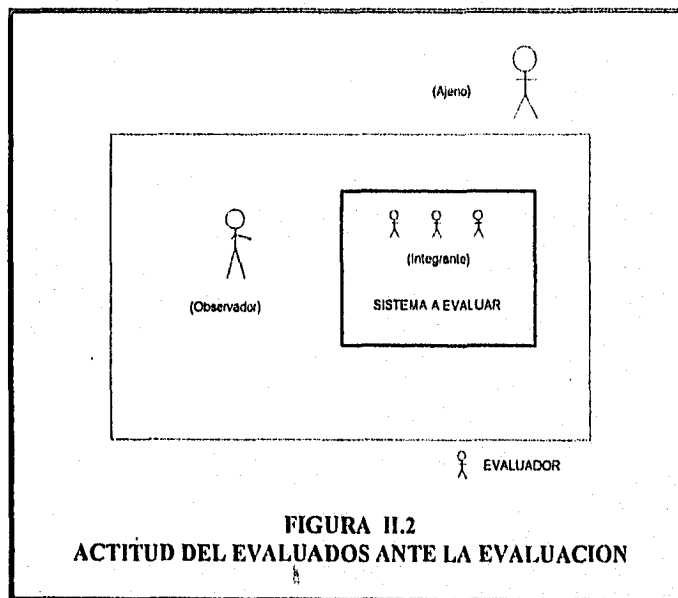 (Ajeno)
(Integrante)
(Observador)
SISTEMA A EVALUAR
EVALUADOR
FIGURA II.2
ACTITUD DEL EVALUADOS ANTE LA EVALUACION